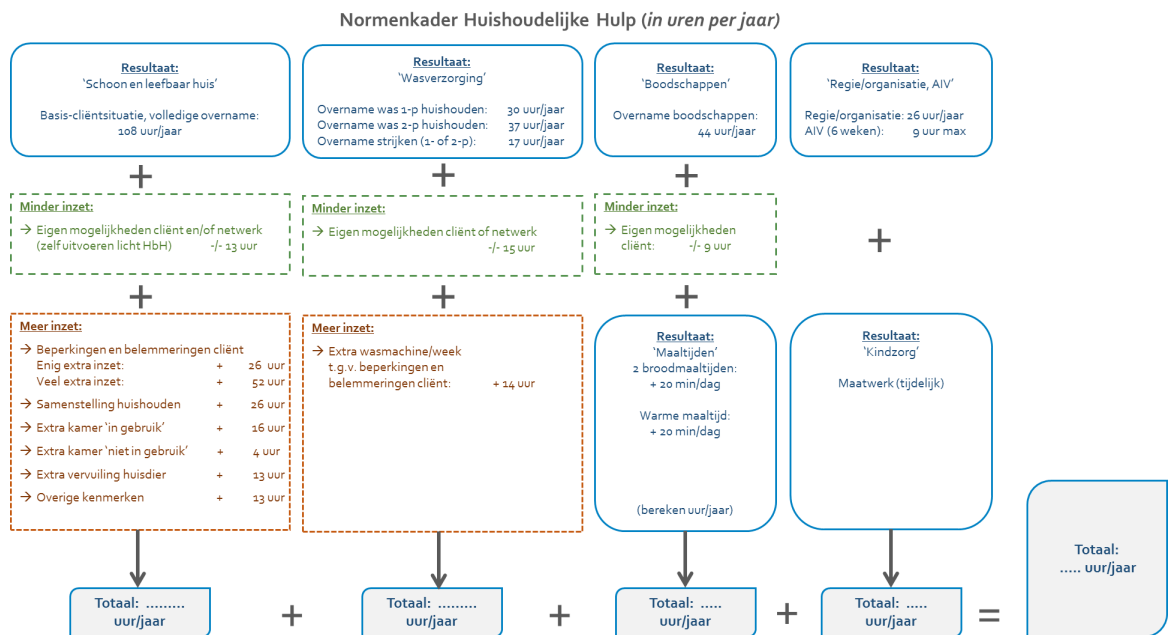 Normenkader Huishoudelijke Hulp (in uren per jaar)
Resultaat:
‘Schoon en leefbaar huis’
Basis-cliëntsituatie, volledige overname:
108 uur/jaar
Resultaat:
‘Wasverzorging’
Overname was 1-p huishouden: 30 uur/jaar
Overname was 2-p huishouden: 37 uur/jaar
Overname strijken (1- of 2-p): 17 uur/jaar
Resultaat:
‘Boodschappen’
Overname boodschappen:
44 uur/jaar
Resultaat:
‘Regie/organisatie, AIV’
Regie/organisatie: 26 uur/jaar
AIV (6 weken): 9 uur max
+
+
+
Minder inzet:
→ Eigen mogelijkheden cliënt en/of netwerk
(zelf uitvoeren licht HbH) -/- 13 uur
Minder inzet:
→ Eigen mogelijkheden cliënt of netwerk
-/- 15 uur
Minder inzet:
→ Eigen mogelijkheden
cliënt: -/- 9 uur
+
+
+
+
Meer inzet:
→ Beperkingen en belemmeringen cliënt
Enig extra inzet: + 26 uur
Veel extra inzet: + 52 uur
→ Samenstelling huishouden + 26 uur
→ Extra kamer ‘in gebruik’ + 16 uur
→ Extra kamer ‘niet in gebruik’ + 4 uur
→ Extra vervuiling huisdier + 13 uur
→ Overige kenmerken + 13 uur
Meer inzet:
→ Extra wasmachine/week
t.g.v. beperkingen en
belemmeringen cliënt: + 14 uur
Resultaat:
‘Maaltijden’
2 broodmaaltijden:
+ 20 min/dag
Warme maaltijd:
+ 20 min/dag
(bereken uur/jaar)
Resultaat:
‘Kindzorg’
Maatwerk (tijdelijk)
Totaal: .........
uur/jaar
+
Totaal: .........
uur/jaar
+
Totaal: .....
uur/jaar
+
Totaal: .....
uur/jaar
=
Totaal:
..... uur/jaar